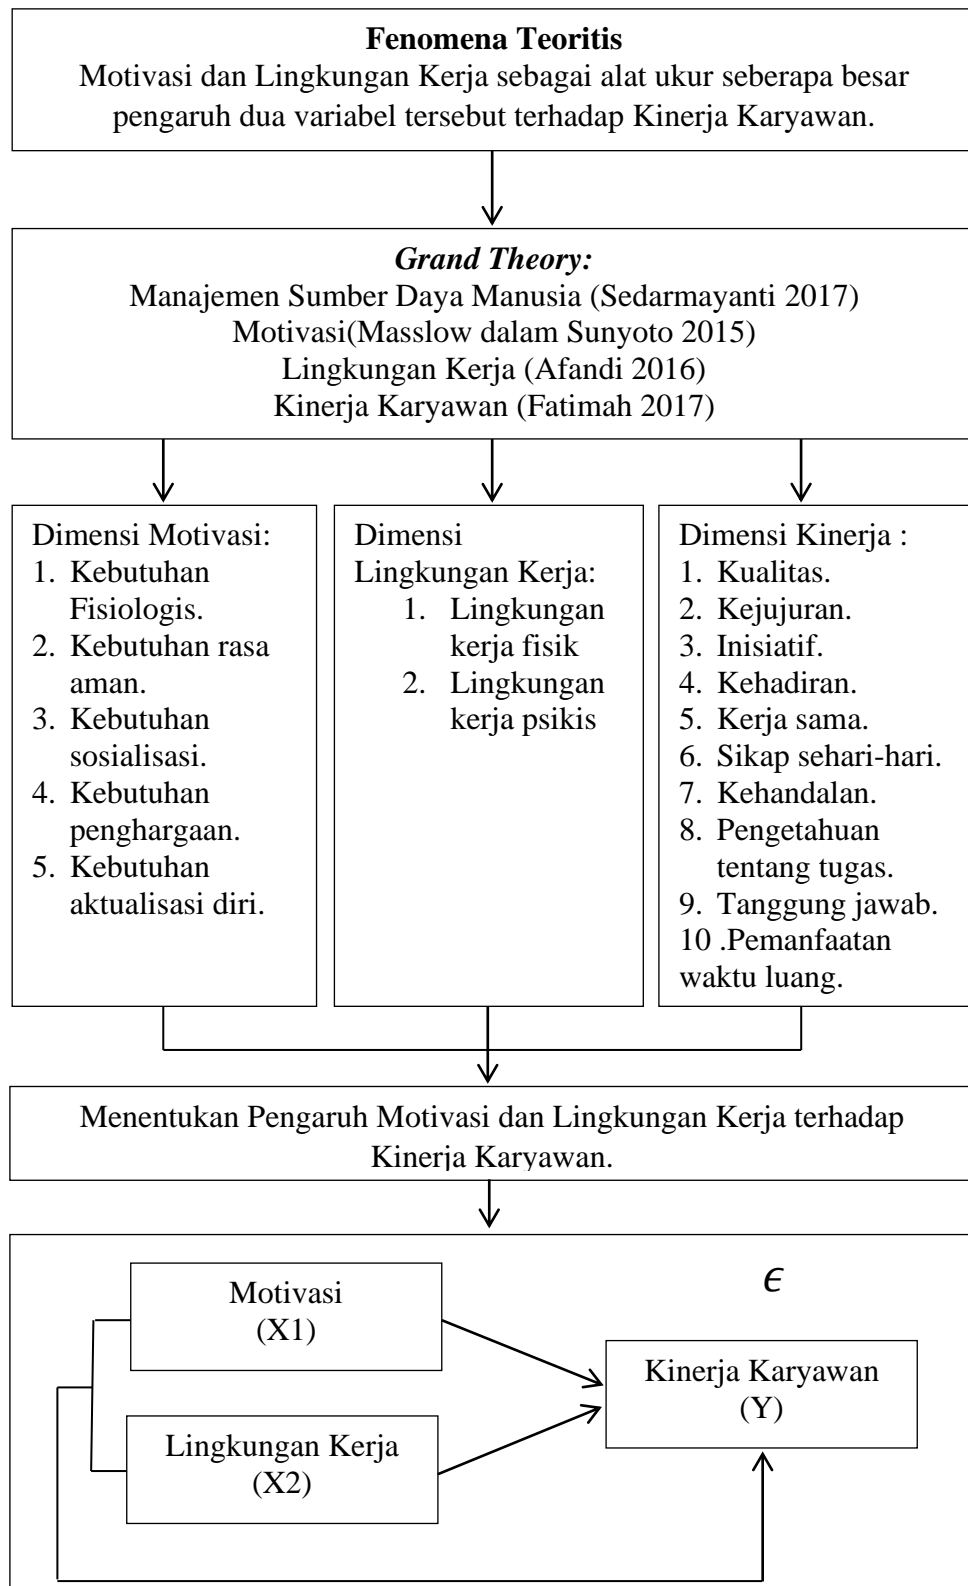 Fenomena Teoritis
Motivasi dan Lingkungan Kerja sebagai alat ukur seberapa besar
pengaruh dua variabel tersebut terhadap Kinerja Karyawan.
Grand Theory:
Manajemen Sumber Daya Manusia (Sedarmayanti 2017)
Motivasi(Masslow dalam Sunyoto 2015)
Lingkungan Kerja (Afandi 2016)
Kinerja Karyawan (Fatimah 2017)
Dimensi Motivasi:
1. Kebutuhan
Fisiologis.
2. Kebutuhan rasa
aman.
3. Kebutuhan
sosialisasi.
4. Kebutuhan
penghargaan.
5. Kebutuhan
aktualisasi diri.
Dimensi
Lingkungan Kerja:
1. Lingkungan
kerja fisik
2. Lingkungan
kerja psikis
Dimensi Kinerja :
1. Kualitas.
2. Kejujuran.
3. Inisiatif.
4. Kehadiran.
5. Kerja sama.
6. Sikap sehari-hari.
7. Kehandalan.
8. Pengetahuan
tentang tugas.
9. Tanggung jawab.
10 .Pemanfaatan
waktu luang.
Menentukan Pengaruh Motivasi dan Lingkungan Kerja terhadap
Kinerja Karyawan.
Motivasi
(X1)
ϵ
Kinerja Karyawan
(Y)
Lingkungan Kerja
(X2)